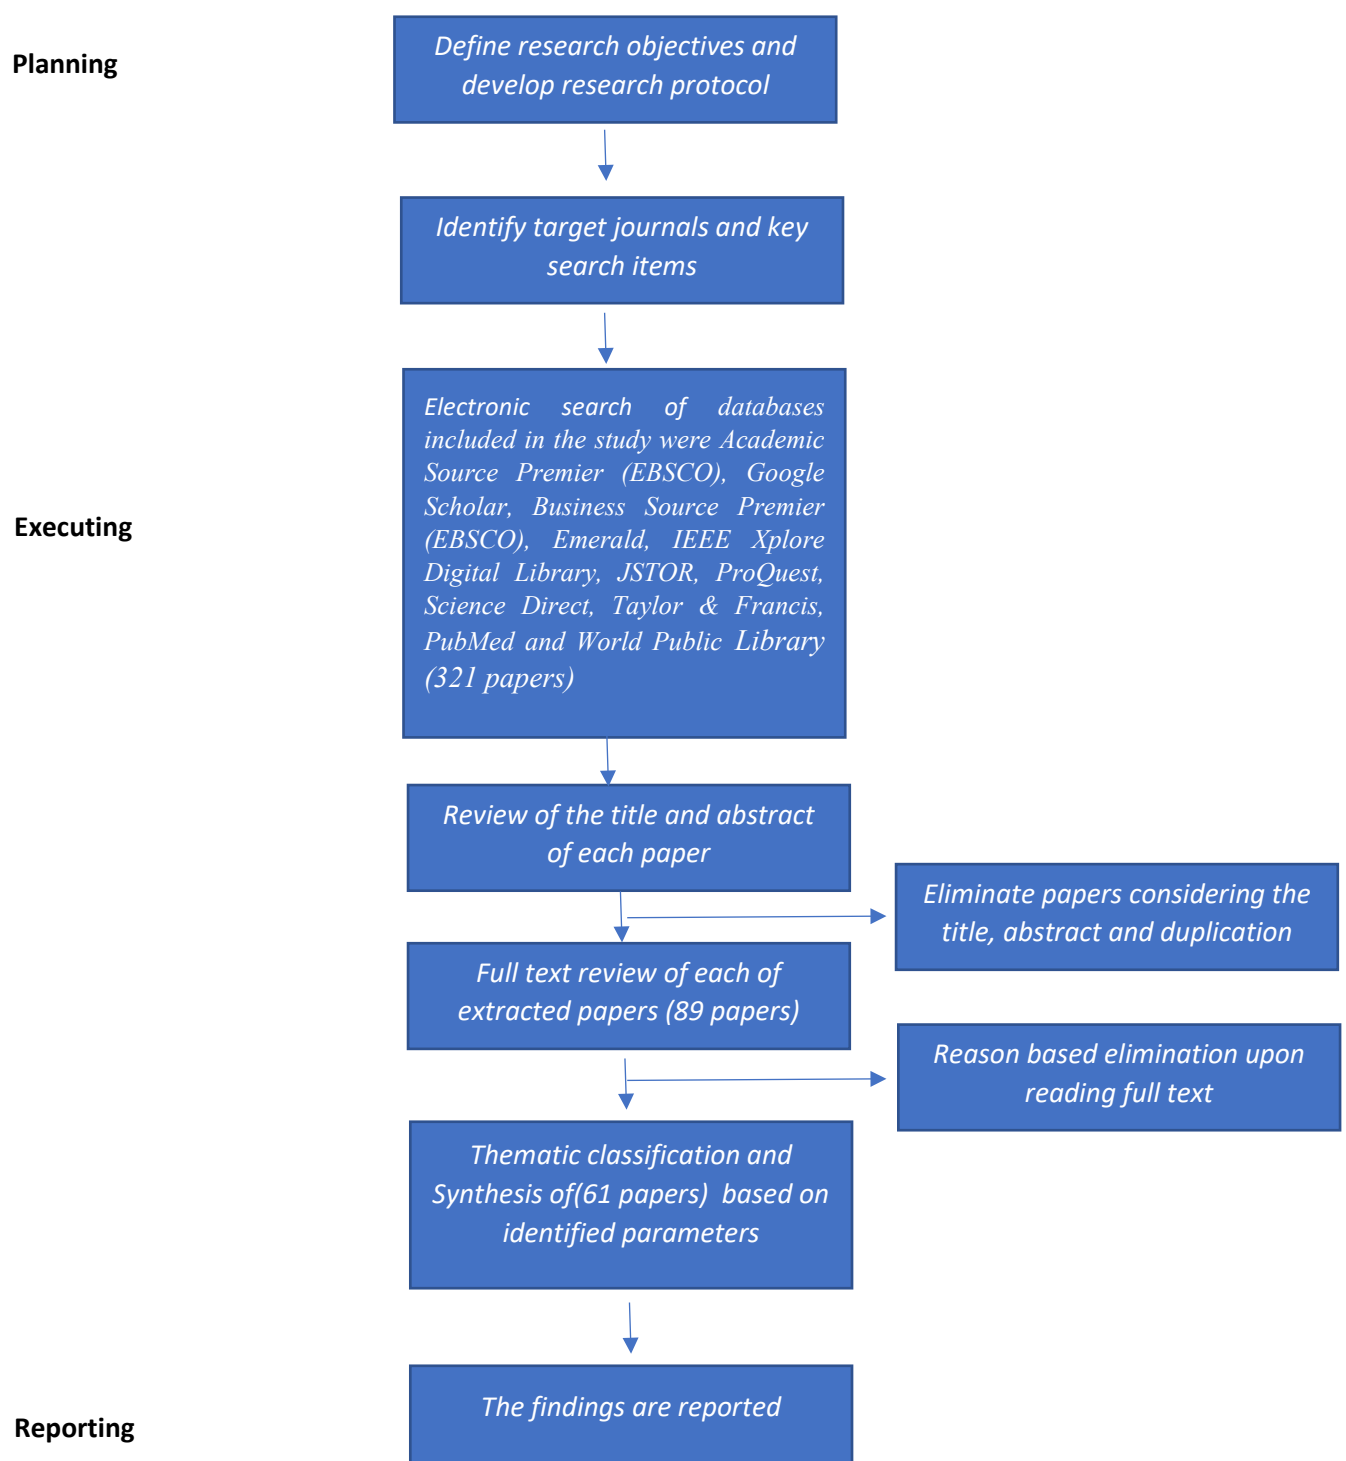 Planning
Define research objectives and
develop research protocol
Identify target journals and key
search items
Executing
Electronic search of databases
included in the study were Academic
Source Premier (EBSCO), Google
Scholar, Business Source Premier
(EBSCO), Emerald, IEEE Xplore
Digital Library, JSTOR, ProQuest,
Science Direct, Taylor & Francis,
PubMed and World Public Library
(321 papers)
Review of the title and abstract
of each paper
Eliminate papers considering the
title, abstract and duplication
Full text review of each of
extracted papers (89 papers)
Reason based elimination upon
reading full text
Thematic classification and
Synthesis of(61 papers) based on
identified parameters
Reporting
The findings are reported